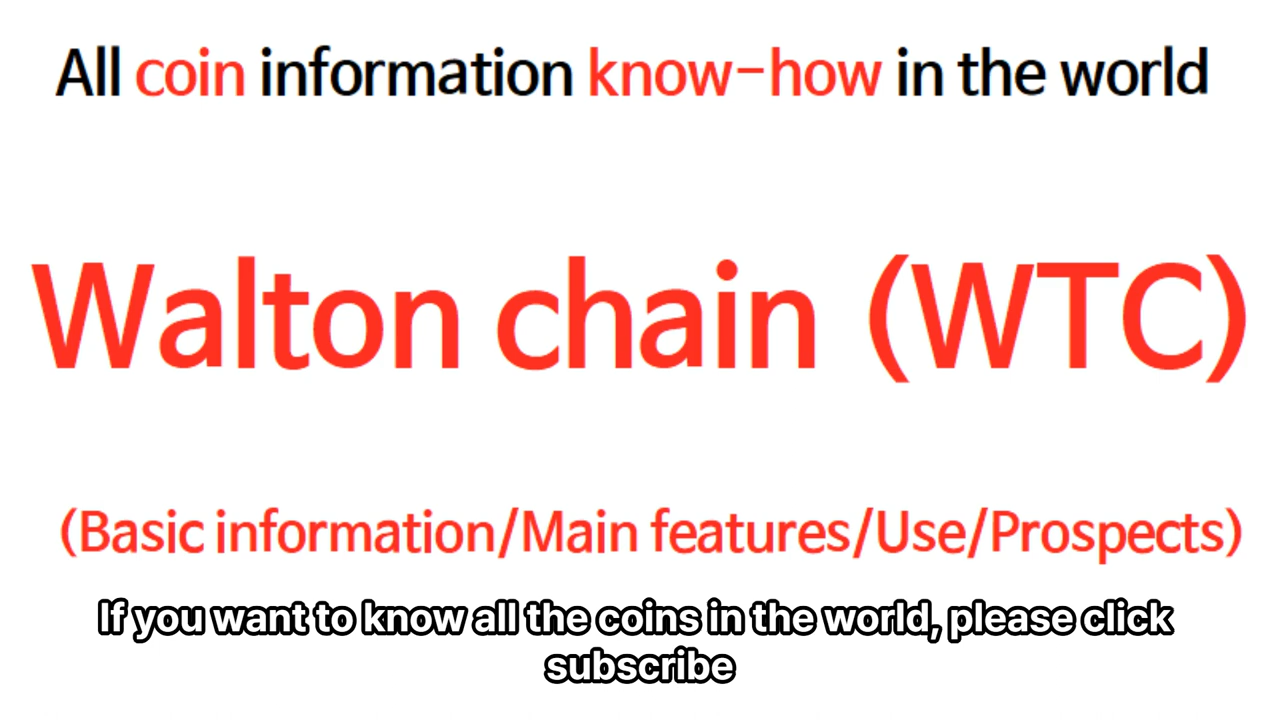 All coin information know-how in the world
Walton chain (WTC)
(Basic information/Main features/Use/Prospects)
If you want to know all the coins in the world, please click
subscribe